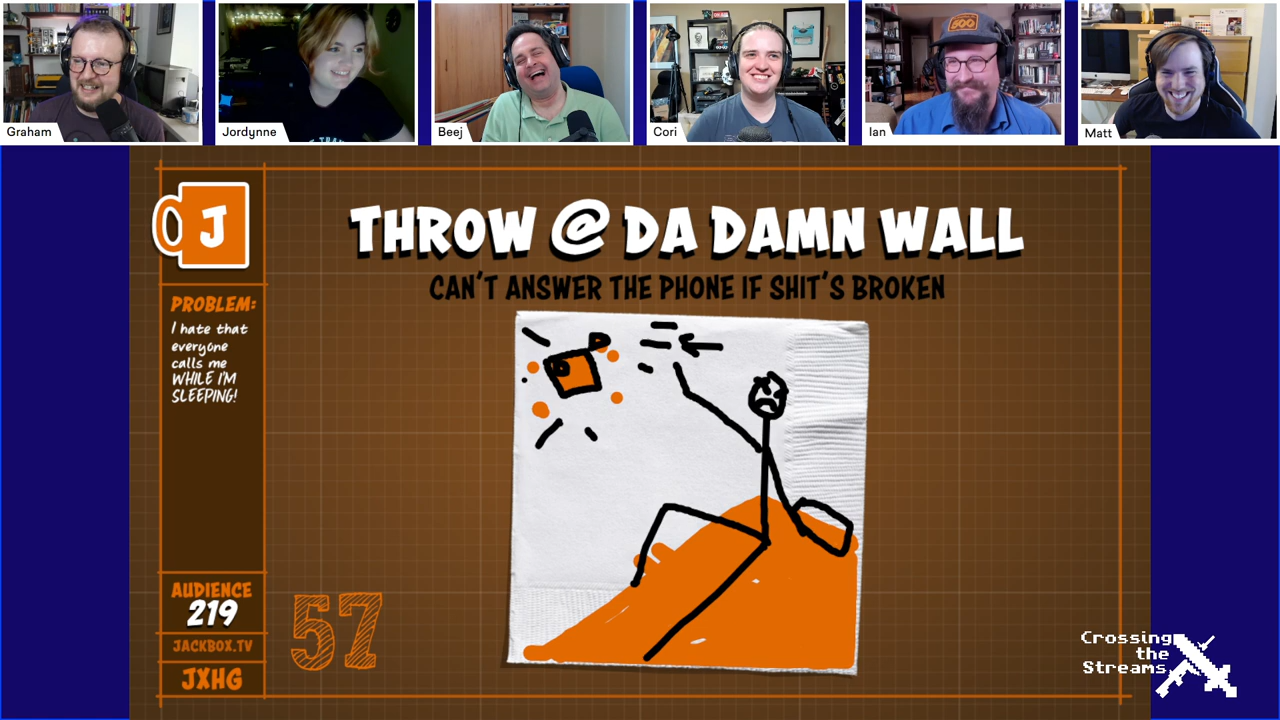 Graham
Jordynne
Beej
Cori
Ian
Matt
500
J
THROW @ DA DAMN WALL
CAN'T ANSWER THE PHONE IF SHIT'S BROKEN
PROBLEM:
I hate that
everyone
calls me
WHILE I'M
SLEEPING!
AUDIENCE
219
JACKBOX.TV
JXHG
57
Crossing
the
Streams